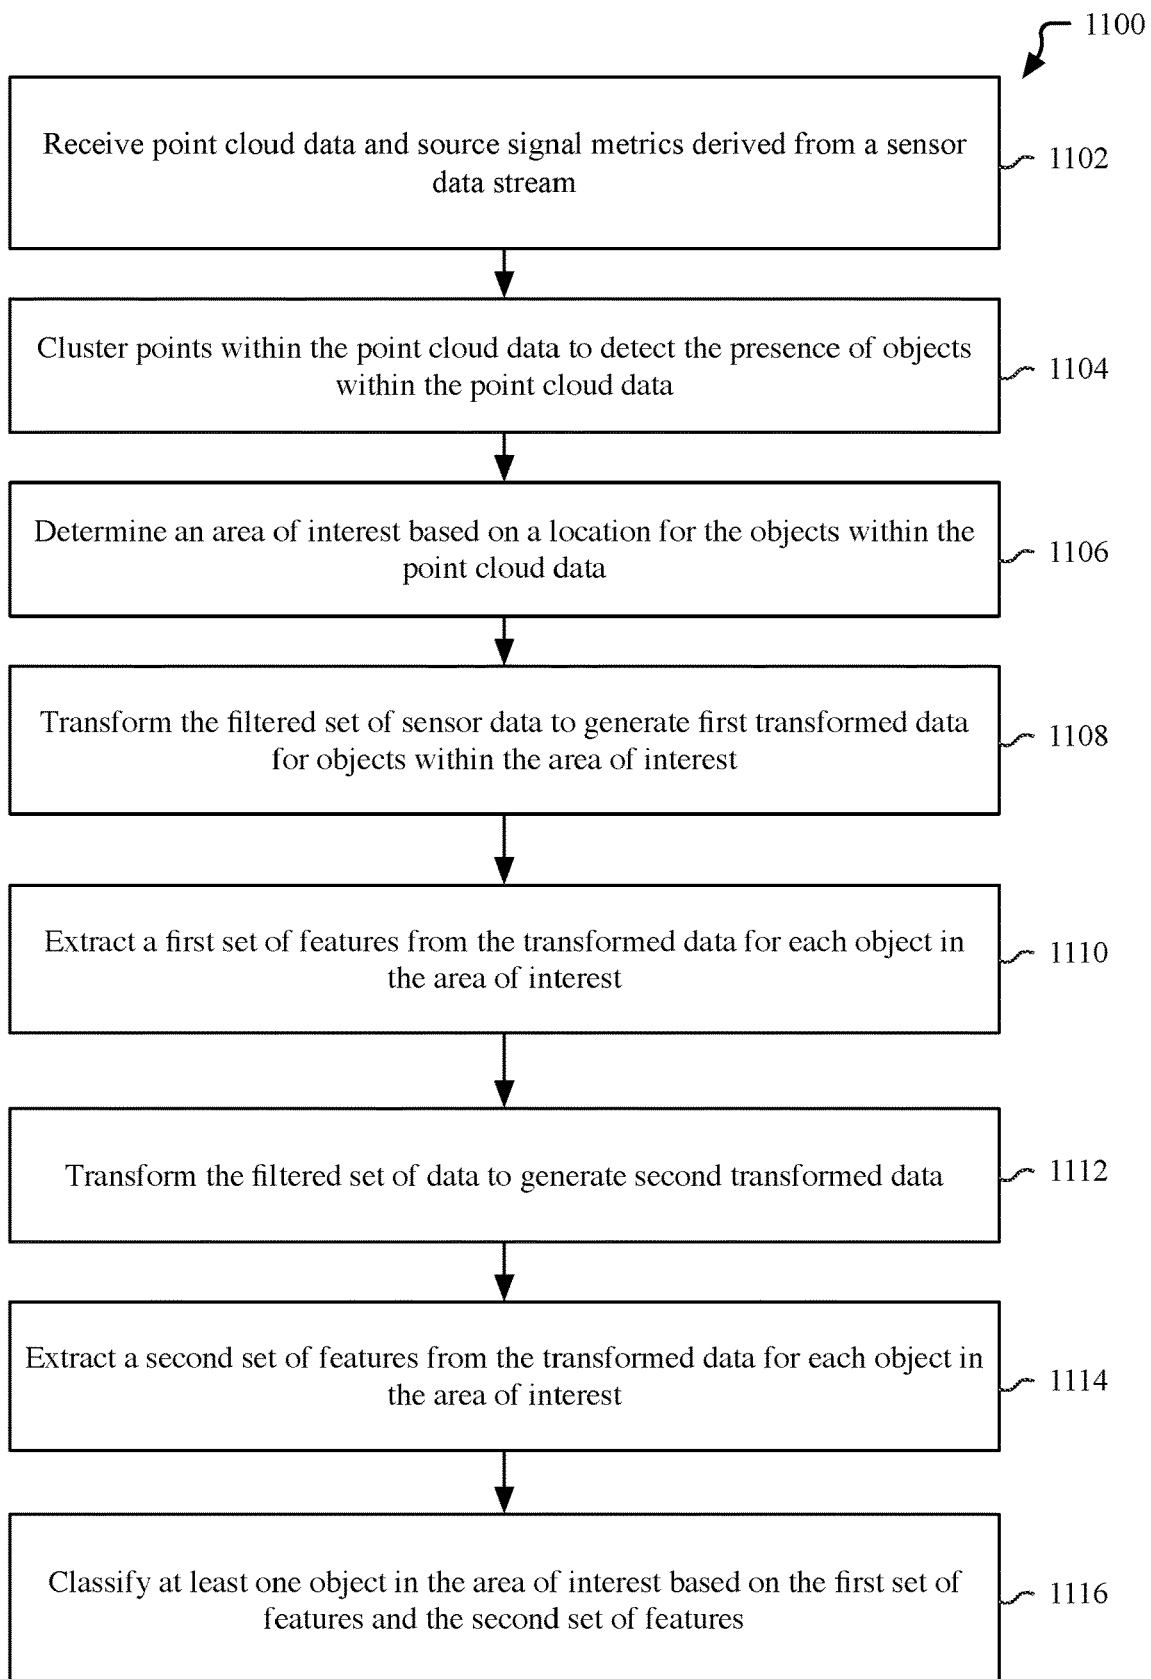 1100
Receive point cloud data and source signal metrics derived from a sensor
data stream
1102
Cluster points within the point cloud data to detect the presence of objects
within the point cloud data
1104
Determine an area of interest based on a location for the objects within the
point cloud data
1106
Transform the filtered set of sensor data to generate first transformed data
for objects within the area of interest
1108
Extract a first set of features from the transformed data for each object in
the area of interest
1110
Transform the filtered set of data to generate second transformed data
1112
Extract a second set of features from the transformed data for each object in
the area of interest
1114
Classify at least one object in the area of interest based on the first set of
features and the second set of features
1116